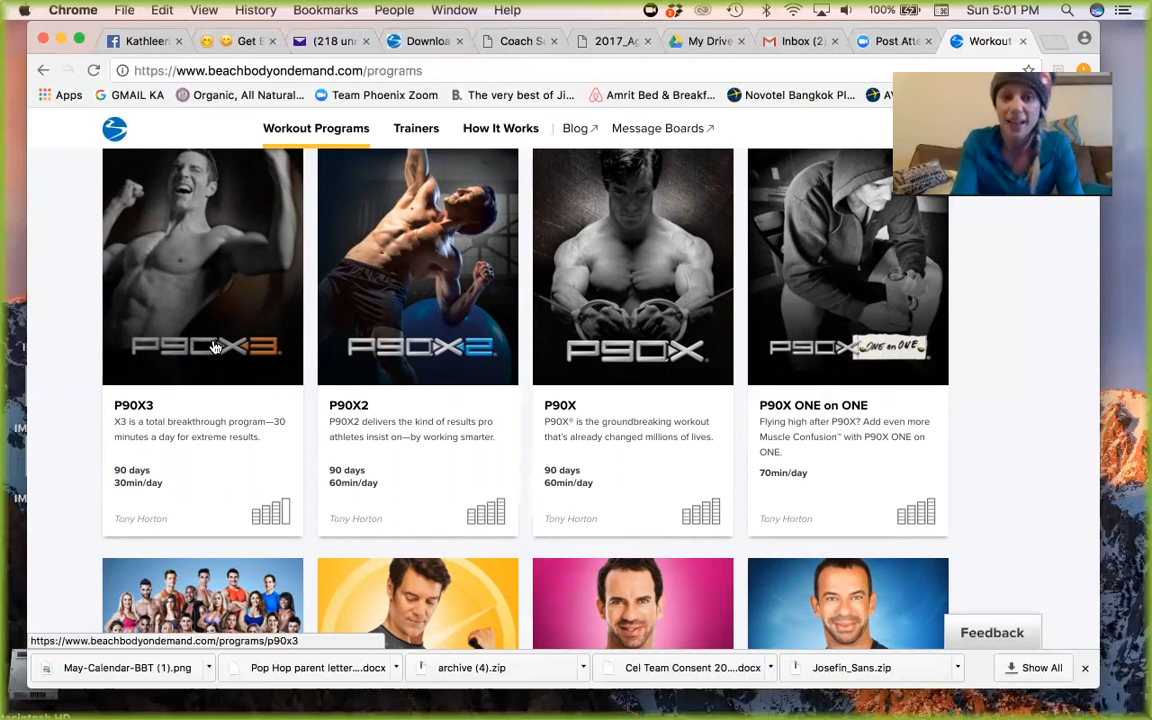 Chrome File Edit View History Bookmarks People Window Help 100% Sun 5:01 PM
Kathleen Get E (218 unr Downloa Coach S 2017_Ag My Drive Inbox (2) Post Atte Workout
https://www.beachbodyondemand.com/programs
Apps GMAIL KA Organic, All Natural... Team Phoenix Zoom The very best of Ji... Amrit Bed & Breakf... Novotel Bangkok Pl... AV
Workout Programs Trainers How It Works Blog Message Boards
P90X3 P90X2 P90X P90X ONE on ONE
P90X3
X3 is a total breakthrough program—30
minutes a day for extreme results.
90 days
30min/day
Tony Horton
P90X2
P90X2 delivers the kind of results pro
athletes insist on—by working smarter.
90 days
60min/day
Tony Horton
P90X
P90X® is the groundbreaking workout
that's already changed millions of lives.
90 days
60min/day
Tony Horton
P90X ONE on ONE
Flying high after P90X? Add even more
Muscle Confusion™ with P90X ONE on
ONE.
70min/day
Tony Horton
Feedback
https://www.beachbodyondemand.com/programs/p90x3
May-Calendar-BBT (1).png Pop Hop parent letter....docx archive (4).zip Cel Team Consent 20....docx Josefin_Sans.zip Show All